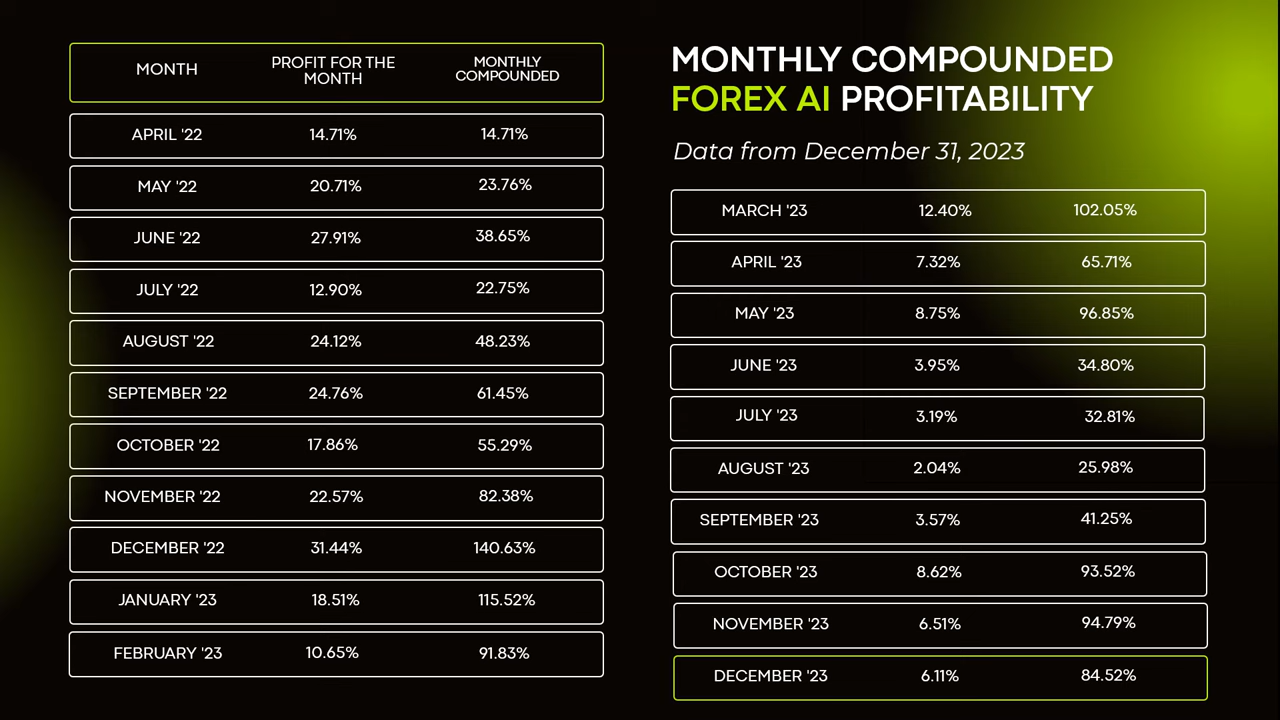 MONTH PROFIT FOR THE MONTH MONTHLY COMPOUNDED
APRIL '22 14.71% 14.71%
MAY '22 20.71% 23.76%
JUNE '22 27.91% 38.65%
JULY '22 12.90% 22.75%
AUGUST '22 24.12% 48.23%
SEPTEMBER '22 24.76% 61.45%
OCTOBER '22 17.86% 55.29%
NOVEMBER '22 22.57% 82.38%
DECEMBER '22 31.44% 140.63%
JANUARY '23 18.51% 115.52%
FEBRUARY '23 10.65% 91.83%
MONTHLY COMPOUNDED
FOREX AI PROFITABILITY
Data from December 31, 2023
MARCH '23 12.40% 102.05%
APRIL '23 7.32% 65.71%
MAY '23 8.75% 96.85%
JUNE '23 3.95% 34.80%
JULY '23 3.19% 32.81%
AUGUST '23 2.04% 25.98%
SEPTEMBER '23 3.57% 41.25%
OCTOBER '23 8.62% 93.52%
NOVEMBER '23 6.51% 94.79%
DECEMBER '23 6.11% 84.52%